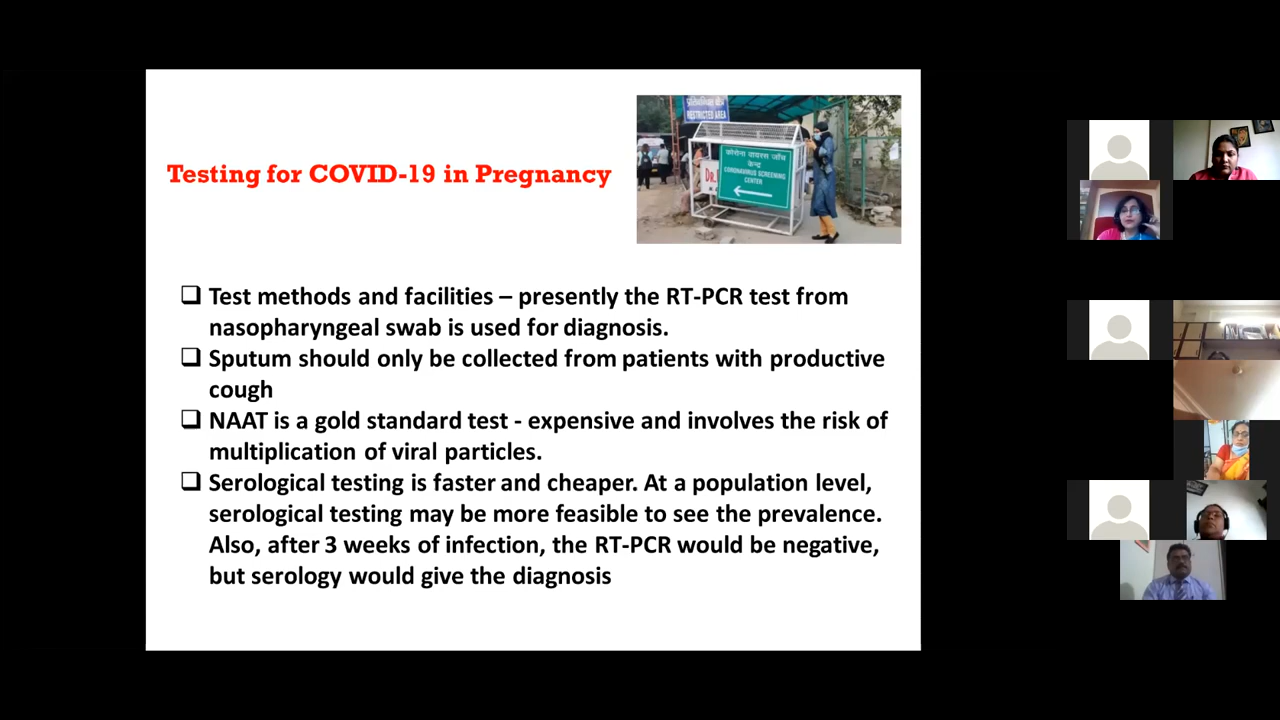 Testing for COVID-19 in Pregnancy
RESTRICTED AREA
कोरोना वायरस जाँच
केन्द्र
CORONAVIRUS SCREENING
CENTER
DR.
❑ Test methods and facilities – presently the RT-PCR test from
nasopharyngeal swab is used for diagnosis.
❑ Sputum should only be collected from patients with productive
cough
❑ NAAT is a gold standard test - expensive and involves the risk of
multiplication of viral particles.
❑ Serological testing is faster and cheaper. At a population level,
serological testing may be more feasible to see the prevalence.
Also, after 3 weeks of infection, the RT-PCR would be negative,
but serology would give the diagnosis